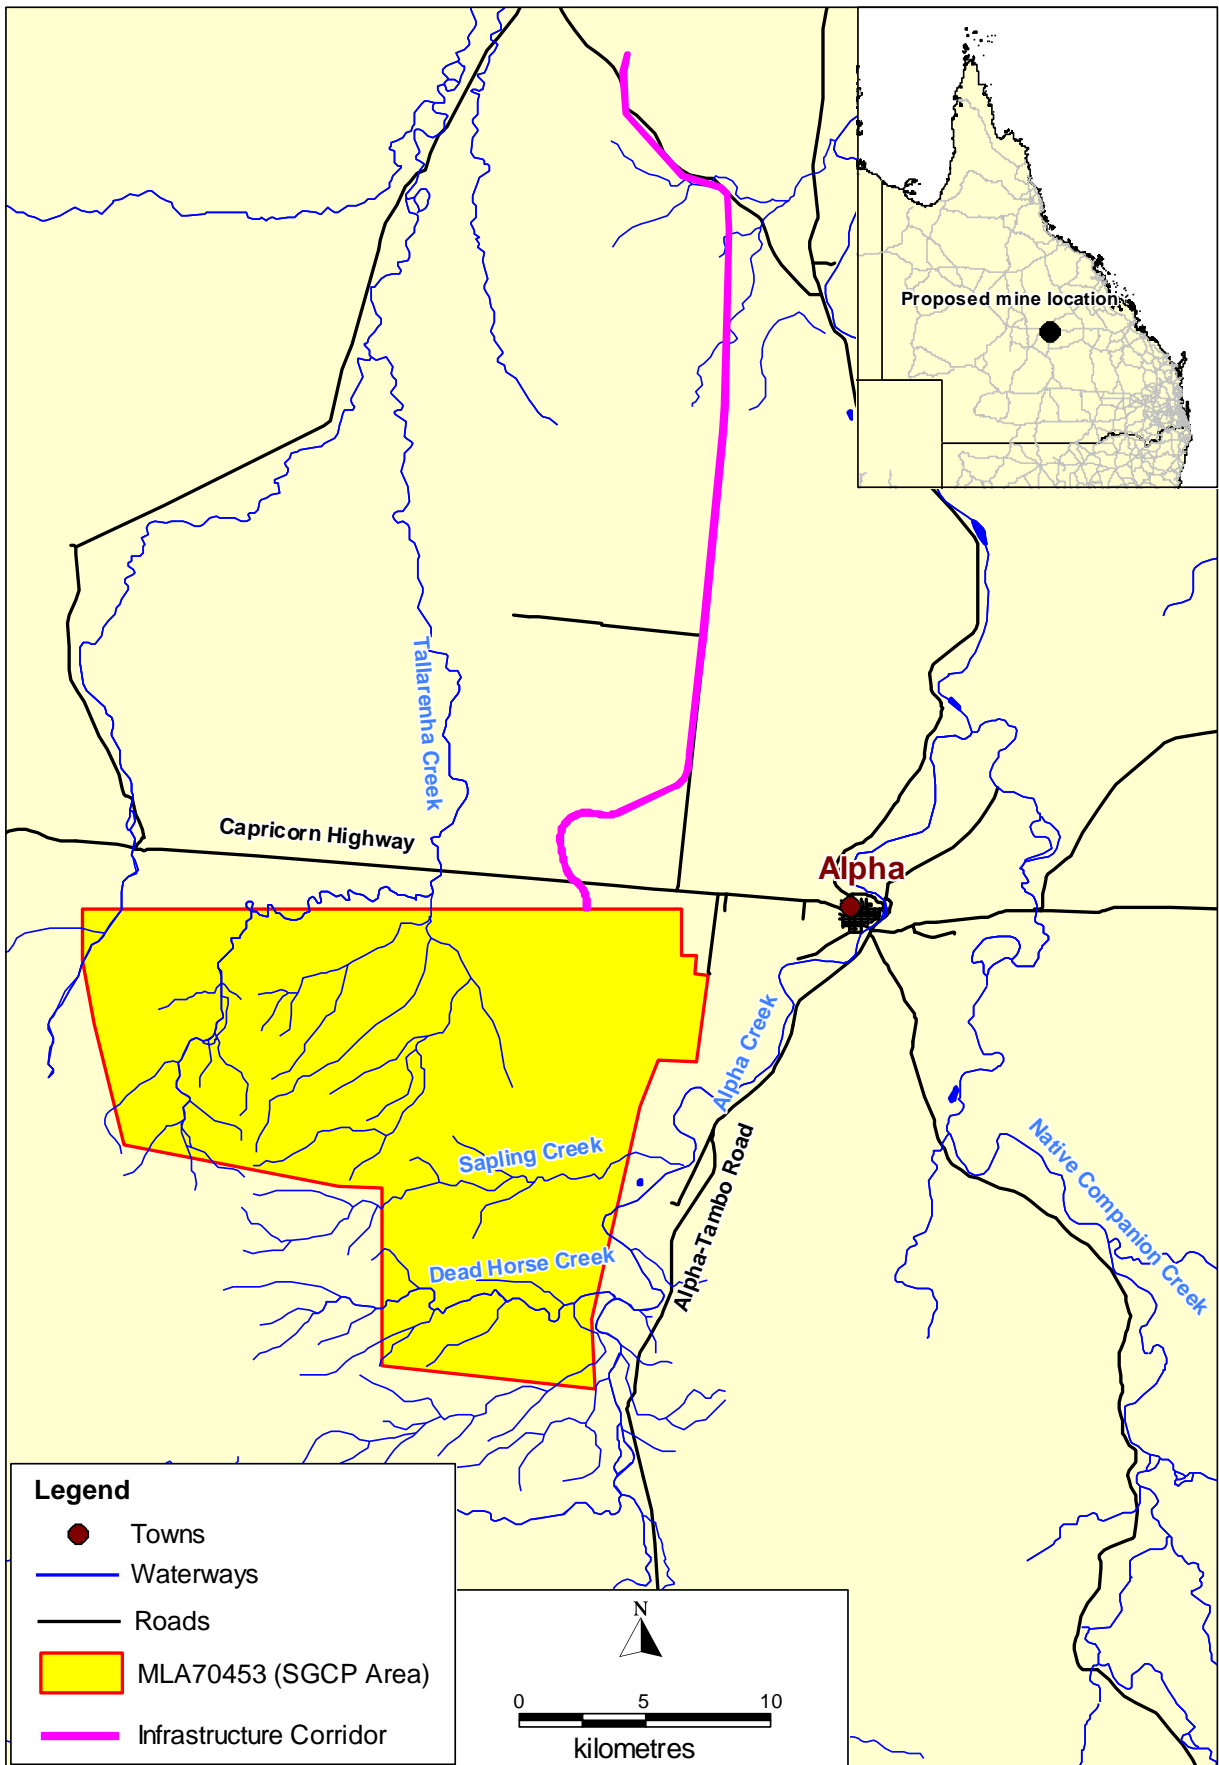 Proposed mine location
Tallarenha Creek
Capricorn Highway
Alpha
Alpha Creek
Sapling Creek
Native Companion Creek
Alpha-Tambo Road
Dead Horse Creek
Legend
Towns
Waterways
Roads
MLA70453 (SGCP Area)
Infrastructure Corridor
N
0 5 10
kilometres